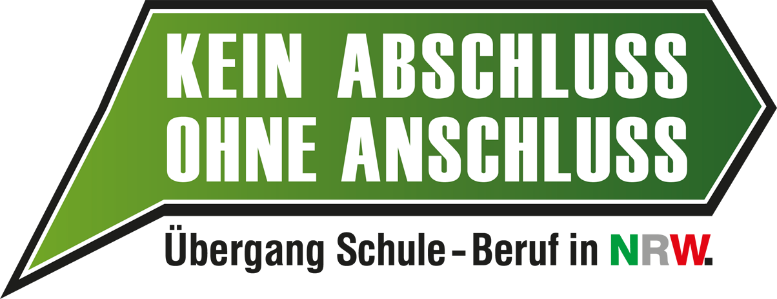 KEIN ABSCHLUSS
OHNE ANSCHLUSS
Übergang Schule – Beruf in NRW.